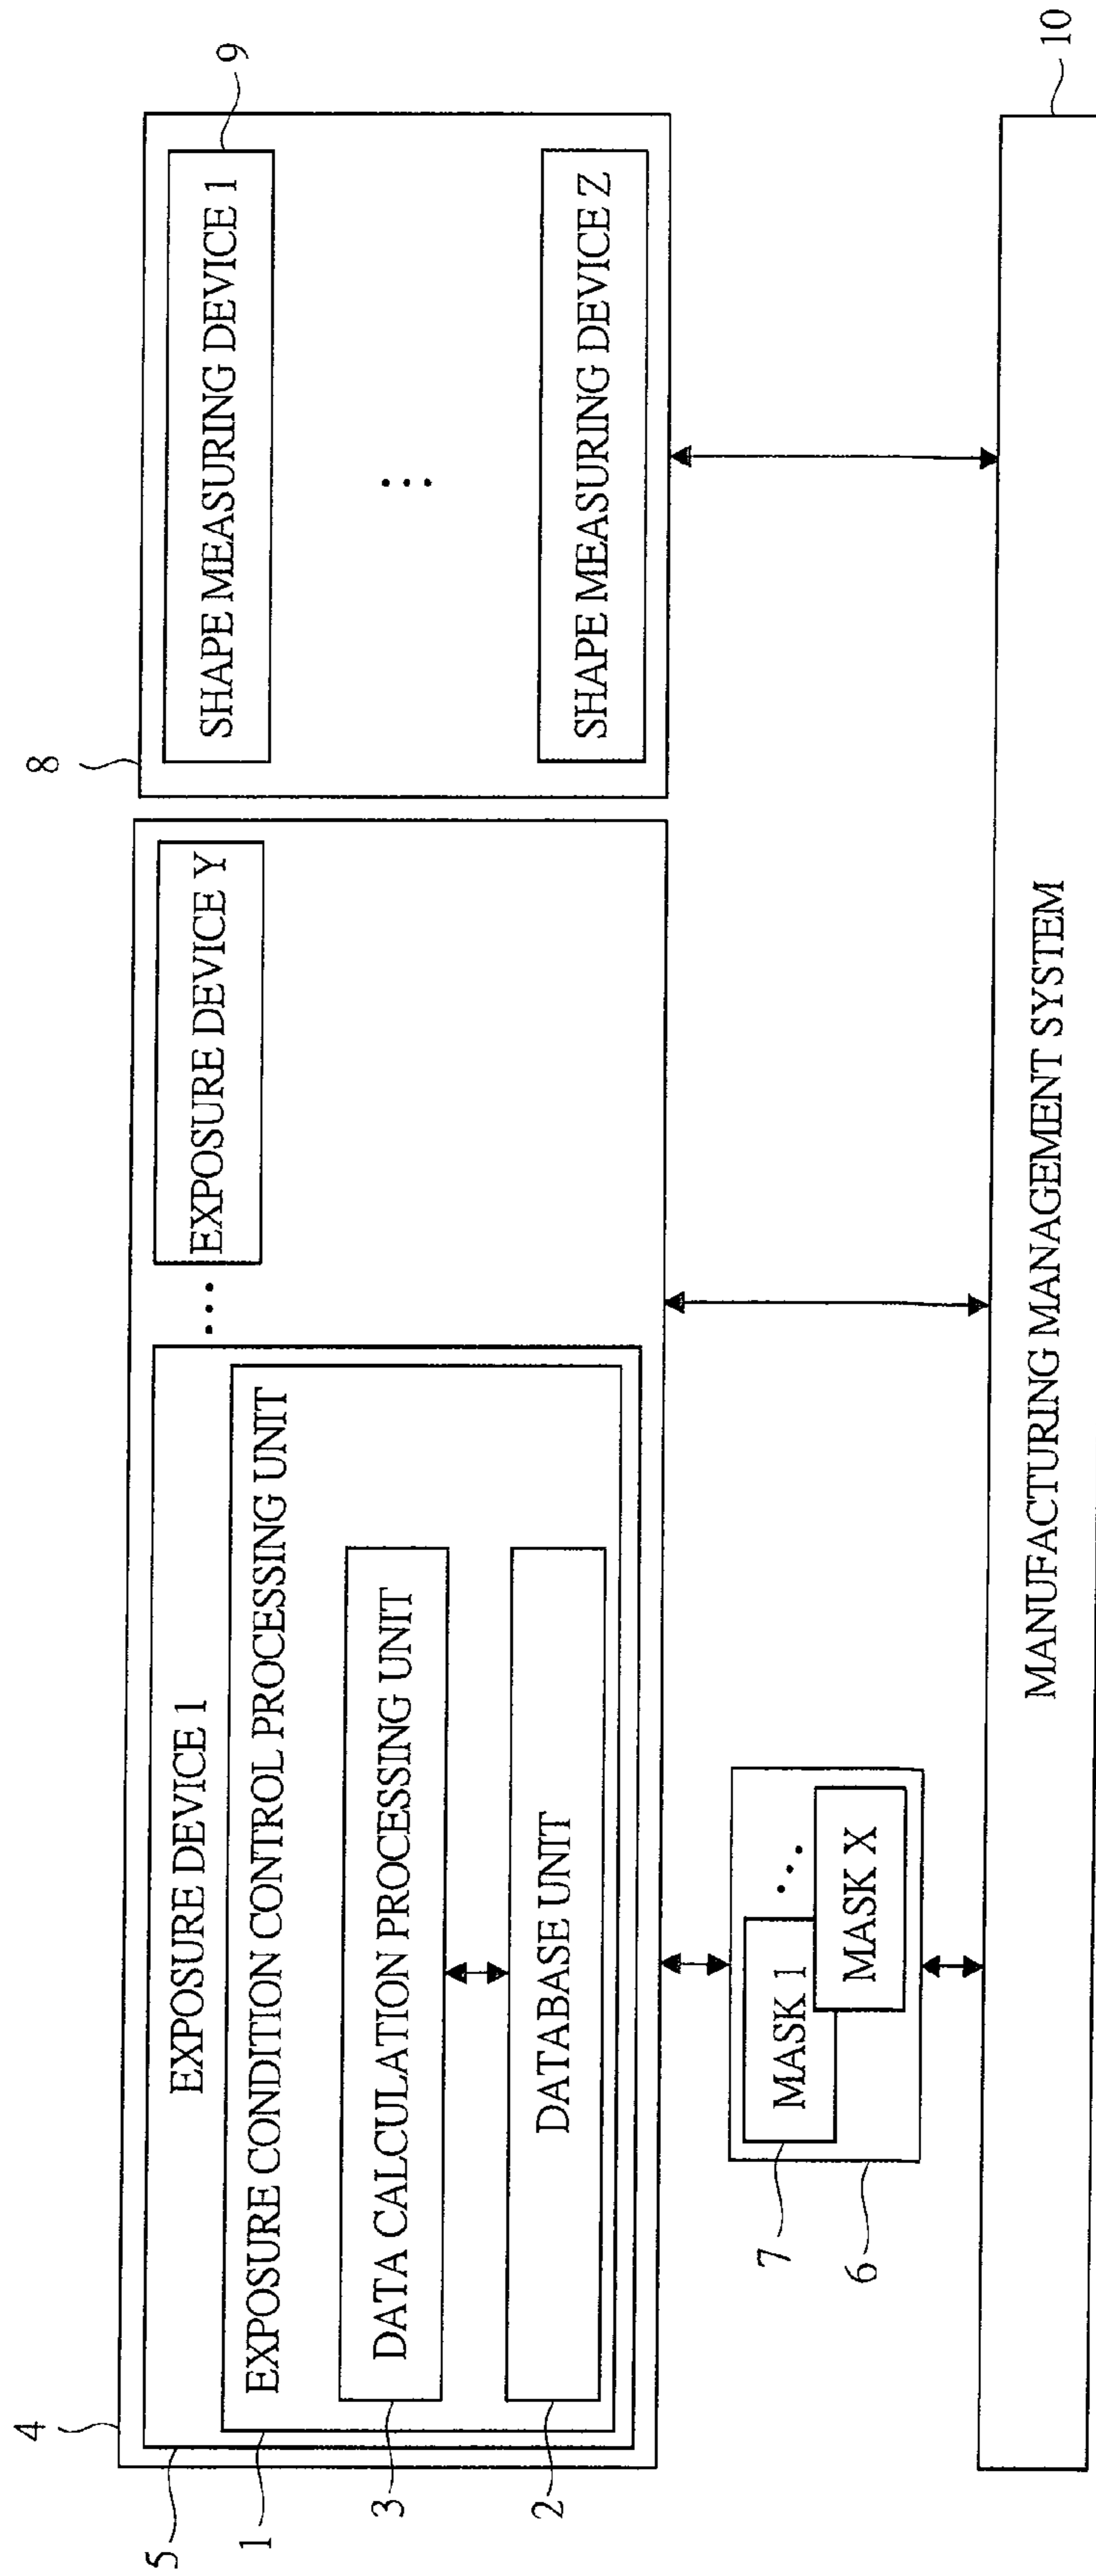 4
8
9
5
EXPOSURE DEVICE 1
...
EXPOSURE DEVICE Y
SHAPE MEASURING DEVICE 1
1
EXPOSURE CONDITION CONTROL PROCESSING UNIT
3
DATA CALCULATION PROCESSING UNIT
...
2
DATABASE UNIT
SHAPE MEASURING DEVICE Z
7
MASK 1
...
MASK X
6
10
MANUFACTURING MANAGEMENT SYSTEM